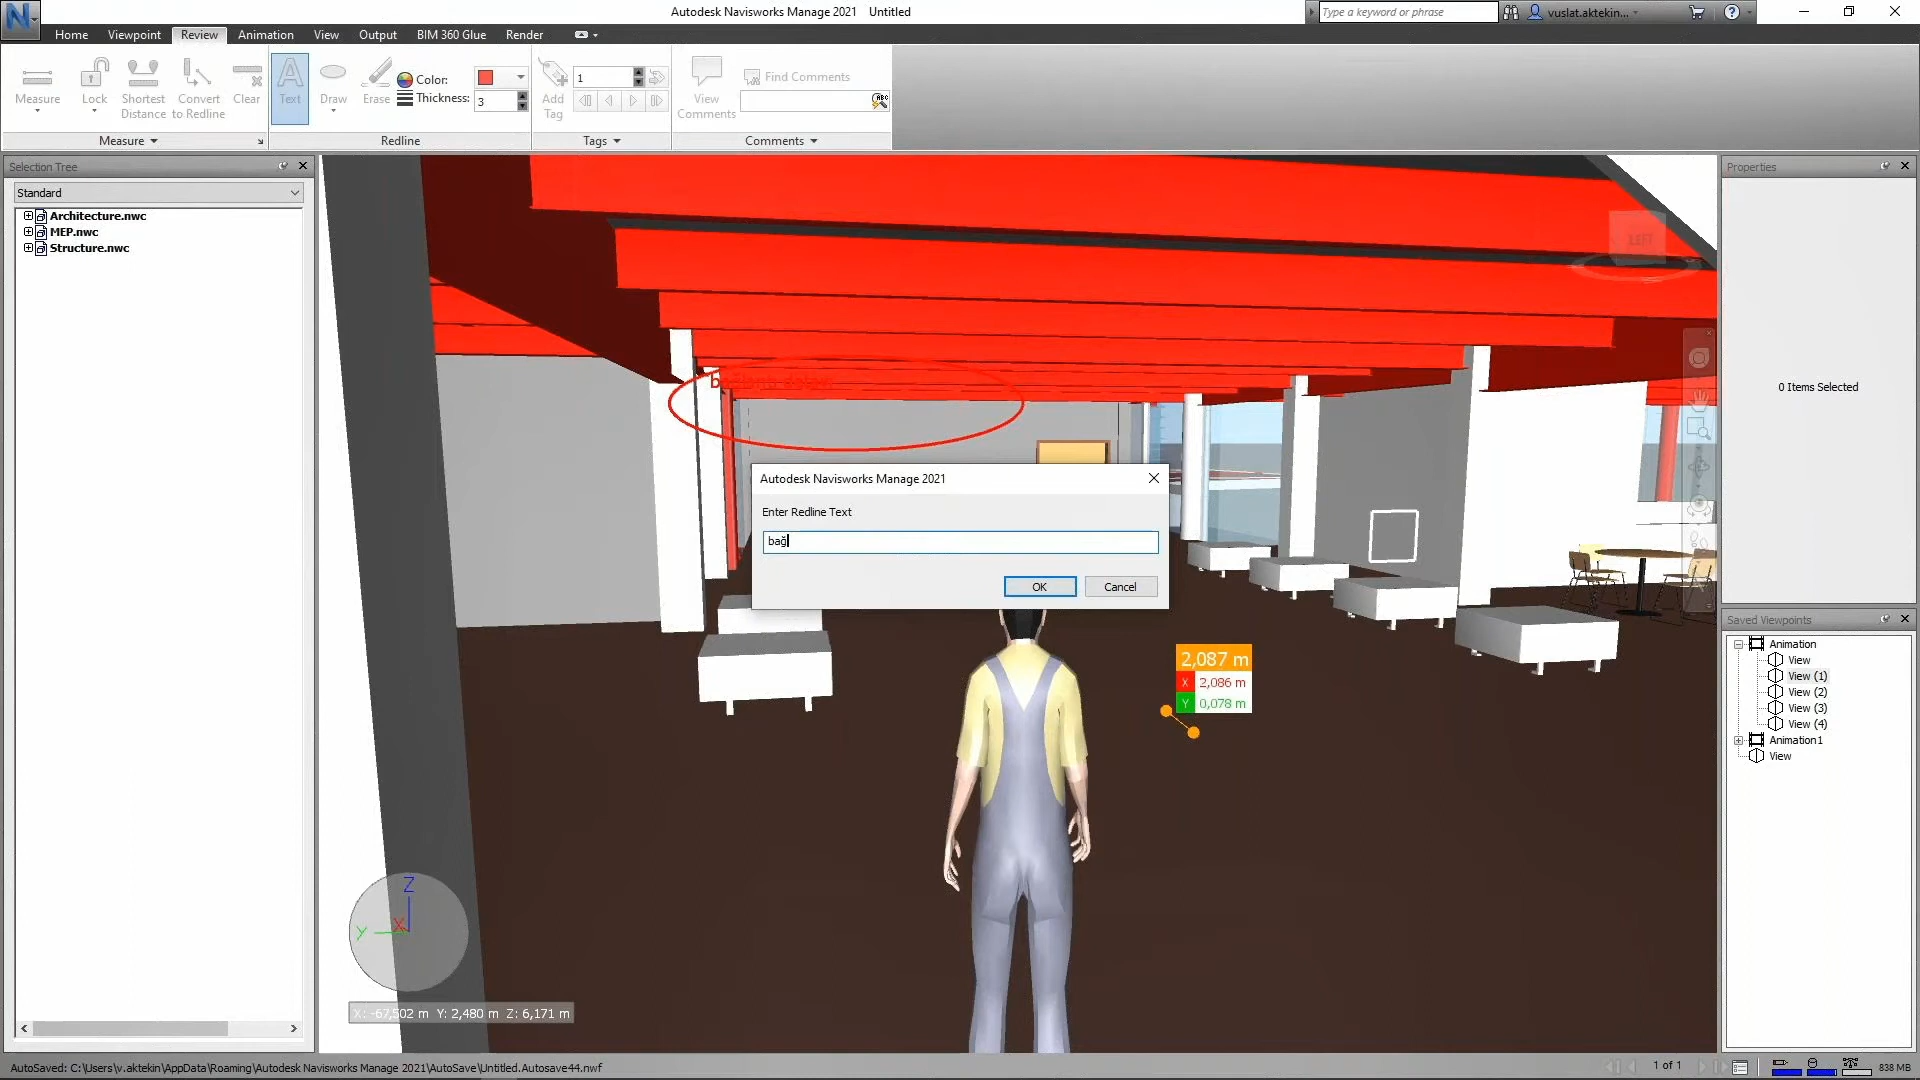 Autodesk Navisworks Manage 2021 Untitled
Type a keyword or phrase
vuslat.aktekin...
Home Viewpoint Review Animation View Output BIM 360 Glue Render
Measure
Lock
Shortest Distance
Convert to Redline
Clear
Text
Draw
Erase
Color:
Thickness: 3
Add Tag
1
View Comments
Find Comments
Measure
Redline
Tags
Comments
Selection Tree
Standard
Architecture.nwc
MEP.nwc
Structure.nwc
LEFT
Autodesk Navisworks Manage 2021
Enter Redline Text
bağ
OK Cancel
2,087 m
X 2,086 m
Y 0,078 m
Z
Y X
X: -67,502 m Y: 2,480 m Z: 6,171 m
Properties
0 Items Selected
Saved Viewpoints
Animation
View
View (1)
View (2)
View (3)
View (4)
Animation1
View
AutoSaved: C:\Users\v.aktekin\AppData\Roaming\Autodesk Navisworks Manage 2021\AutoSave\Untitled.Autosave44.nwf
1 of 1
838 MB